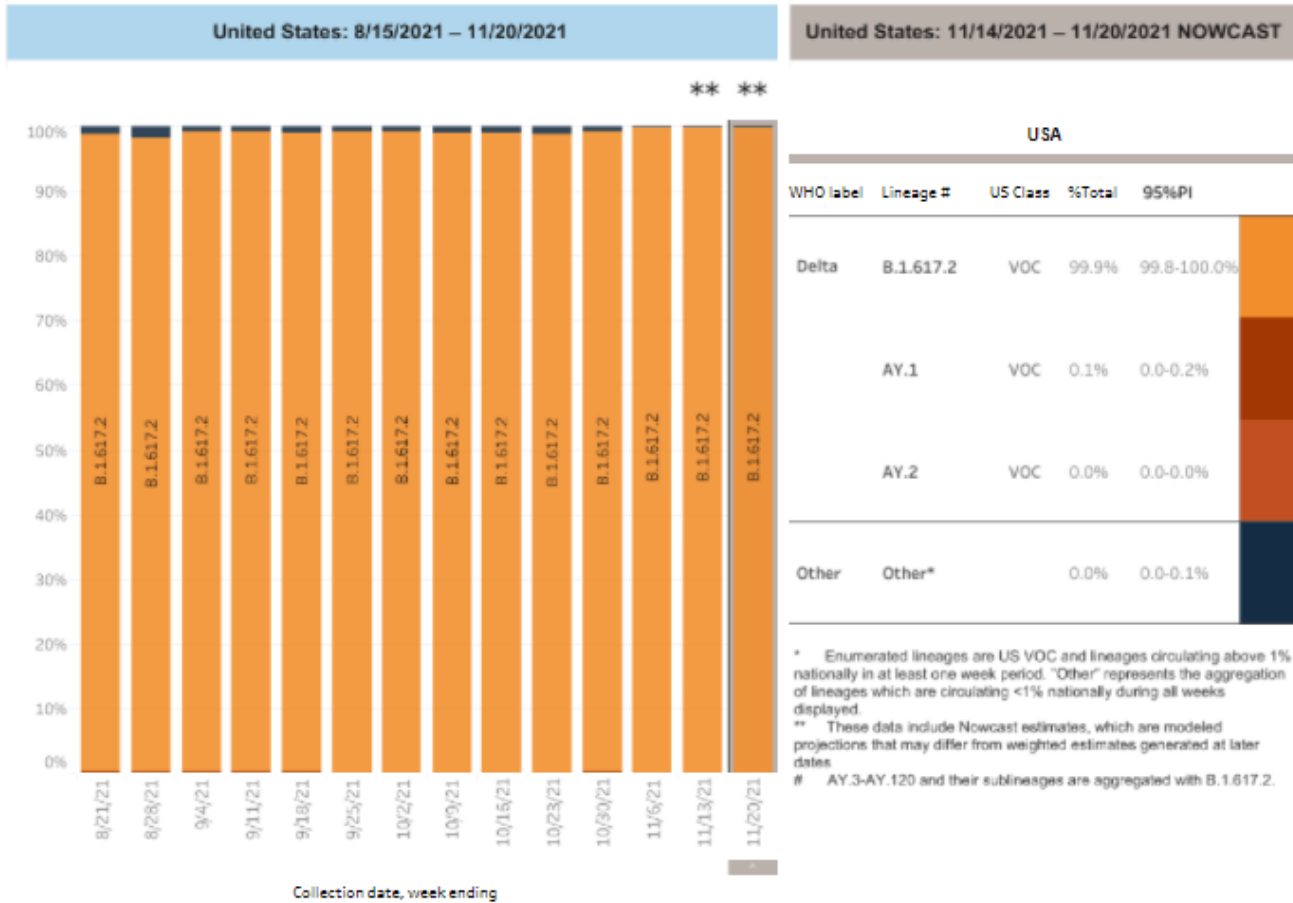 United States: 8/15/2021 – 11/20/2021
** **
100%
90%
80%
70%
60%
50%
40%
30%
20%
10%
0%
B.1.617.2
B.1.617.2
B.1.617.2
B.1.617.2
B.1.617.2
B.1.617.2
B.1.617.2
B.1.617.2
B.1.617.2
B.1.617.2
B.1.617.2
B.1.617.2
B.1.617.2
B.1.617.2
8/21/21
8/28/21
9/4/21
9/11/21
9/18/21
9/25/21
10/2/21
10/9/21
10/16/21
10/23/21
10/30/21
11/6/21
11/13/21
11/20/21
Collection date, week ending
United States: 11/14/2021 – 11/20/2021 NOWCAST
USA
WHO label Lineage # US Class %Total 95%PI
Delta B.1.617.2 VOC 99.9% 99.8-100.0%
AY.1 VOC 0.1% 0.0-0.2%
AY.2 VOC 0.0% 0.0-0.0%
Other Other* 0.0% 0.0-0.1%
* Enumerated lineages are US VOC and lineages circulating above 1%
nationally in at least one week period. "Other" represents the aggregation
of lineages which are circulating <1% nationally during all weeks
displayed.
** These data include Nowcast estimates, which are modeled
projections that may differ from weighted estimates generated at later
dates
# AY.3-AY.120 and their sublineages are aggregated with B.1.617.2.